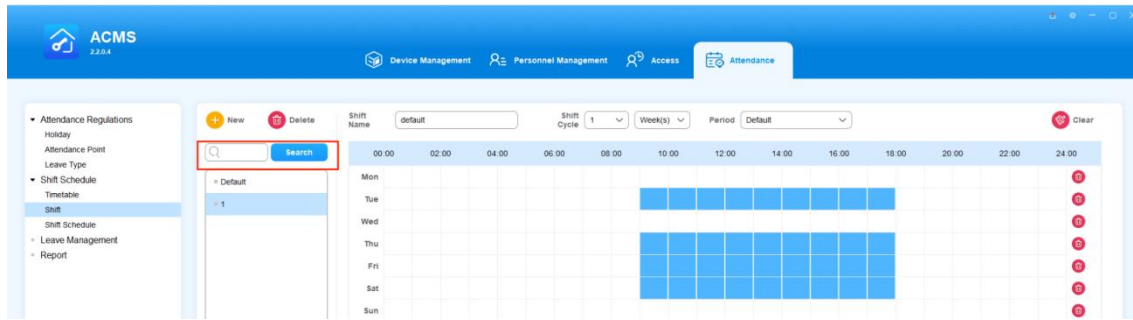 ACMS
2.2.0.4
Device Management Personnel Management Access Attendance
Attendance Regulations
Holiday
Attendance Point
Leave Type
Shift Schedule
Timetable
Shift
Shift Schedule
Leave Management
Report
New Delete
Search
Default
1
Shift Name default Shift Cycle 1 Week(s) Period Default Clear
00:00 02:00 04:00 06:00 08:00 10:00 12:00 14:00 16:00 18:00 20:00 22:00 24:00
Mon
Tue
Wed
Thu
Fri
Sat
Sun